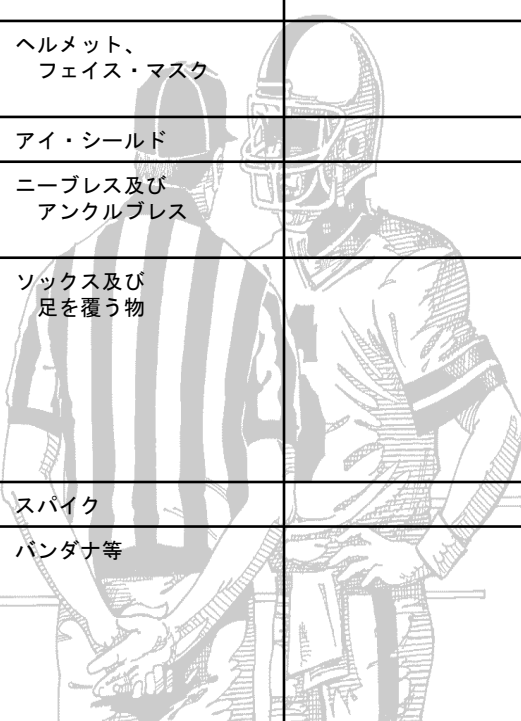 ヘルメット、
フェイス・マスク
アイ・シールド
ニーブレス及び
アンクルブレス
ソックス及び
足を覆う物
スパイク
バンダナ等